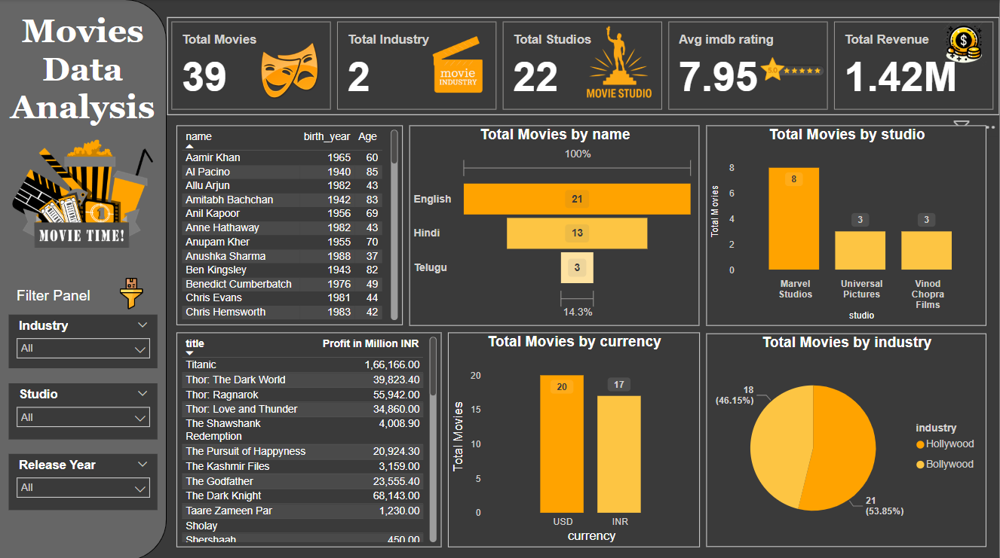 Movies
Data
Analysis
MOVIE TIME!
Filter Panel
Industry
All
Studio
All
Release Year
All
Total Movies
39
Total Industry
2
movie
INDUSTRY
Total Studios
22
MOVIE STUDIO
Avg imdb rating
7.95
5.0
Total Revenue
1.42M
$
name birth_year Age
Aamir Khan 1965 60
Al Pacino 1940 85
Allu Arjun 1982 43
Amitabh Bachchan 1942 83
Anil Kapoor 1956 69
Anne Hathaway 1982 43
Anupam Kher 1955 70
Anushka Sharma 1988 37
Ben Kingsley 1943 82
Benedict Cumberbatch 1976 49
Chris Evans 1981 44
Chris Hemsworth 1983 42
Total Movies by name
100%
English 21
Hindi 13
Telugu 3
14.3%
Total Movies by studio
Total Movies
8
6
4
2
0
8
3
3
Marvel
Studios
Universal
Pictures
Vinod
Chopra
Films
studio
title Profit in Million INR
Titanic 1,66,166.00
Thor: The Dark World 39,823.40
Thor: Ragnarok 55,942.00
Thor: Love and Thunder 34,860.00
The Shawshank 4,008.90
Redemption
The Pursuit of Happyness 20,924.30
The Kashmir Files 3,159.00
The Godfather 23,555.40
The Dark Knight 68,143.00
Taare Zameen Par 1,230.00
Sholay
Shershaah 450.00
Total Movies by currency
Total Movies
20
15
10
5
0
20
17
USD INR
currency
Total Movies by industry
18
(46.15%)
21
(53.85%)
industry
Hollywood
Bollywood